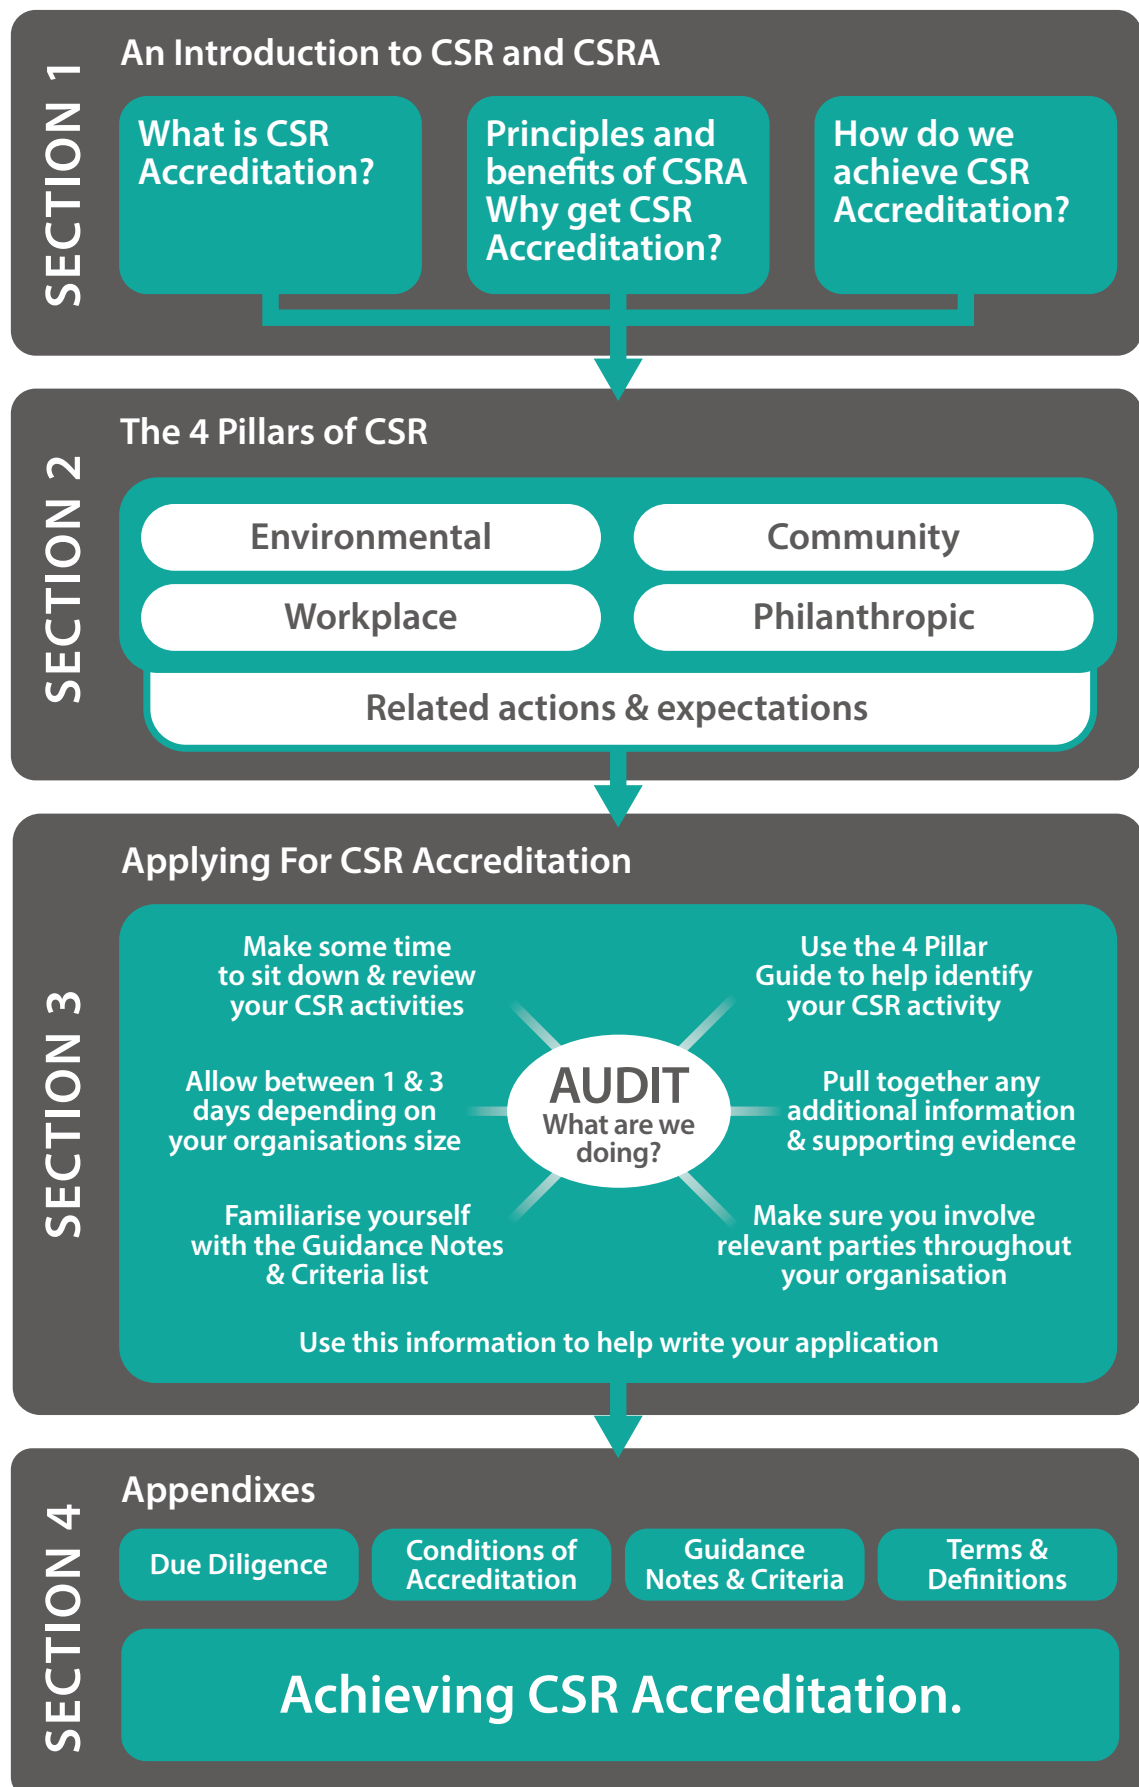 SECTION 1
An Introduction to CSR and CSRA
What is CSR
Accreditation?
Principles and
benefits of CSRA
Why get CSR
Accreditation?
How do we
achieve CSR
Accreditation?
SECTION 2
The 4 Pillars of CSR
Environmental
Community
Workplace
Philanthropic
Related actions & expectations
SECTION 3
Applying For CSR Accreditation
Make some time
to sit down & review
your CSR activities
Use the 4 Pillar
Guide to help identify
your CSR activity
Allow between 1 & 3
days depending on
your organisations size
AUDIT
What are we
doing?
Pull together any
additional information
& supporting evidence
Familiarise yourself
with the Guidance Notes
& Criteria list
Make sure you involve
relevant parties throughout
your organisation
Use this information to help write your application
SECTION 4
Appendixes
Due Diligence
Conditions of
Accreditation
Guidance
Notes & Criteria
Terms &
Definitions
Achieving CSR Accreditation.